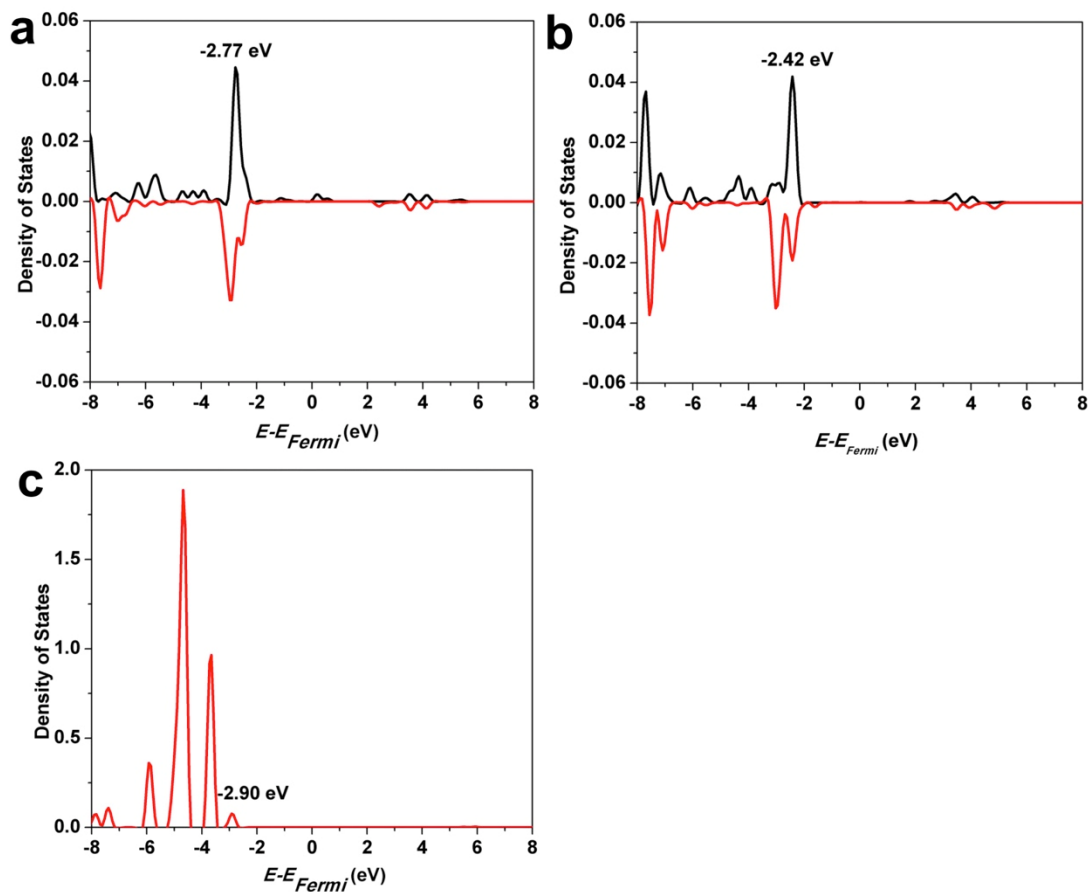 a
0.06
0.04
0.02
0.00
-0.02
-0.04
-0.06
Density of States
-2.77 eV
-8 -6 -4 -2 0 2 4 6 8
E-EFermi (eV)
b
0.06
0.04
0.02
0.00
-0.02
-0.04
-0.06
Density of States
-2.42 eV
-8 -6 -4 -2 0 2 4 6 8
E-EFermi (eV)
c
2.0
1.5
1.0
0.5
0.0
Density of States
-2.90 eV
-8 -6 -4 -2 0 2 4 6 8
E-EFermi (eV)